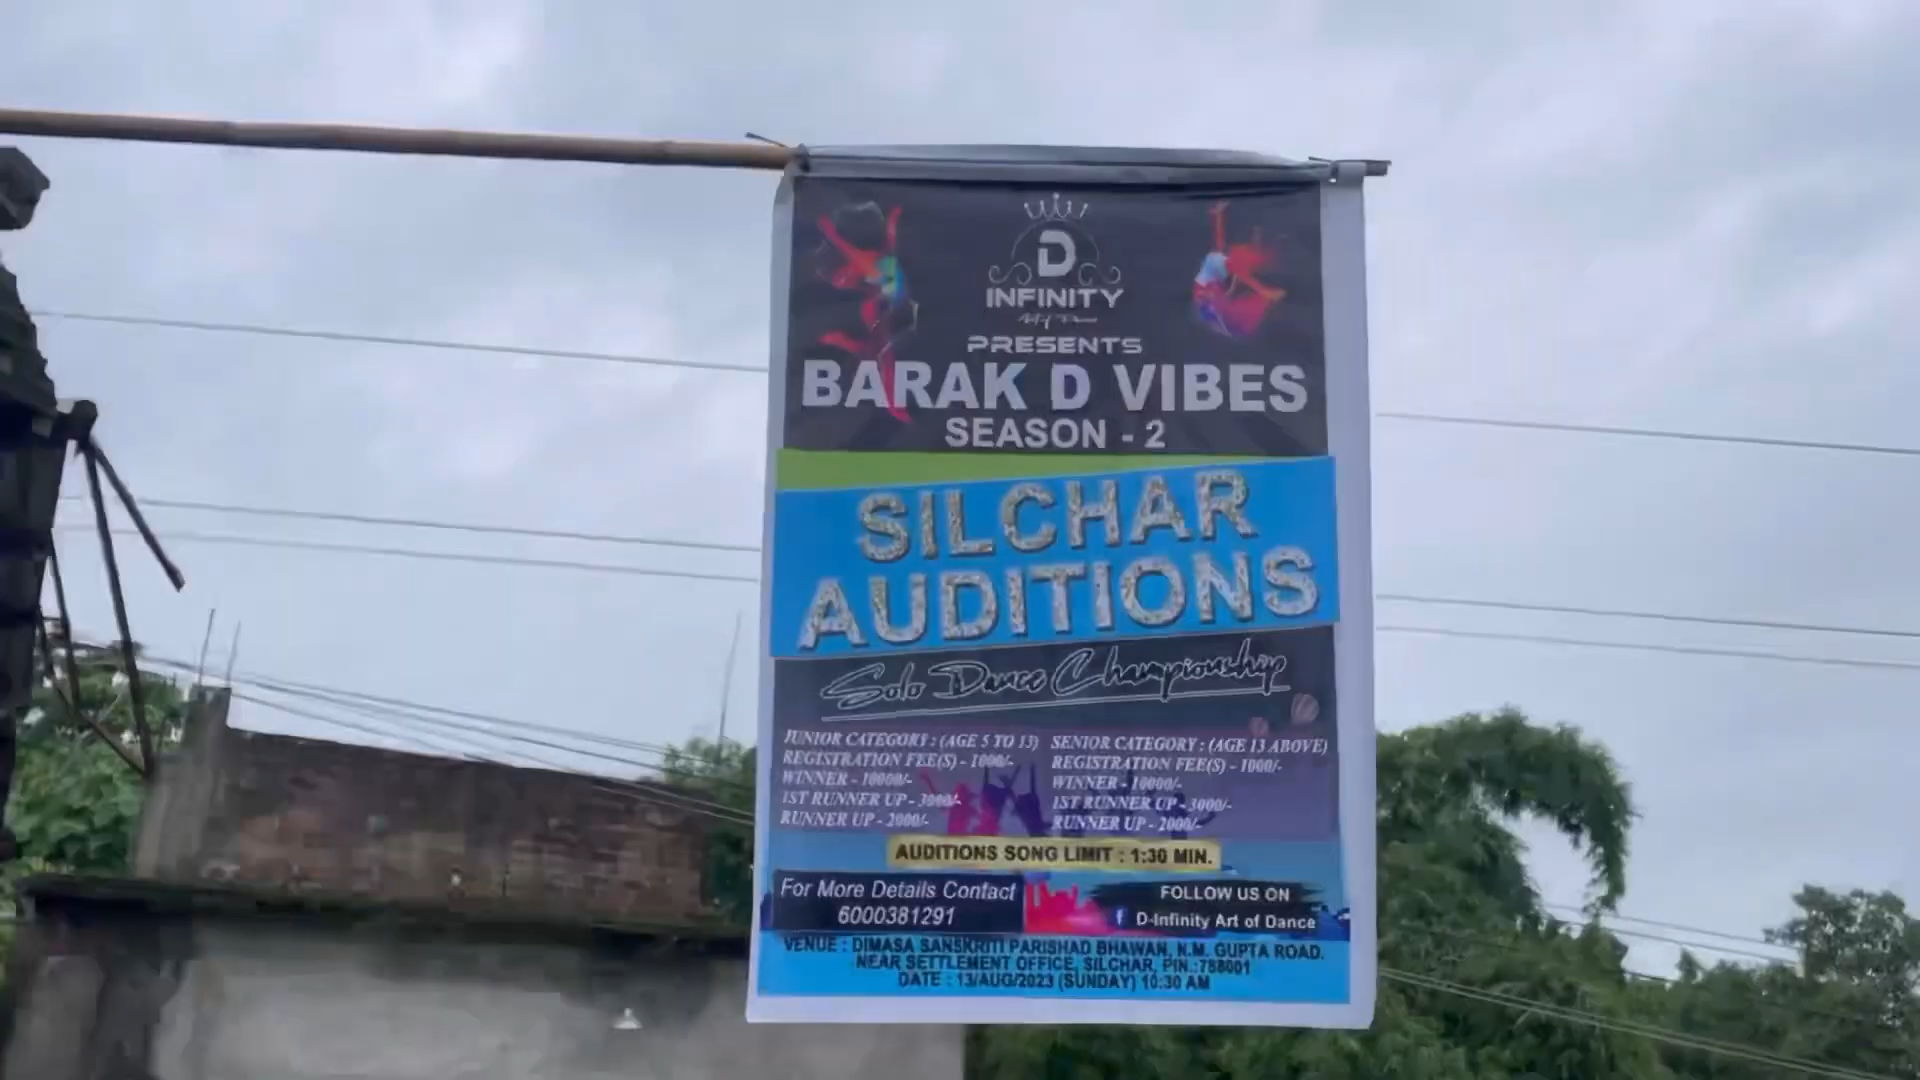 D
INFINITY
Art of Dance
PRESENTS
BARAK D VIBES
SEASON - 2
SILCHAR
AUDITIONS
Solo Dance Championship
JUNIOR CATEGORY : (AGE 5 TO 13)
REGISTRATION FEE(S) - 1000/-
WINNER - 10000/-
1ST RUNNER UP - 3000/-
RUNNER UP - 2000/-
SENIOR CATEGORY : (AGE 13 ABOVE)
REGISTRATION FEE(S) - 1000/-
WINNER - 10000/-
1ST RUNNER UP - 3000/-
RUNNER UP - 2000/-
AUDITIONS SONG LIMIT : 1:30 MIN.
For More Details Contact
6000381291
FOLLOW US ON
f D-Infinity Art of Dance
VENUE : DIMASA SANSKRITI PARISHAD BHAWAN, N.M. GUPTA ROAD.
NEAR SETTLEMENT OFFICE, SILCHAR, PIN.:788001
DATE : 13/AUG/2023 (SUNDAY) 10:30 AM